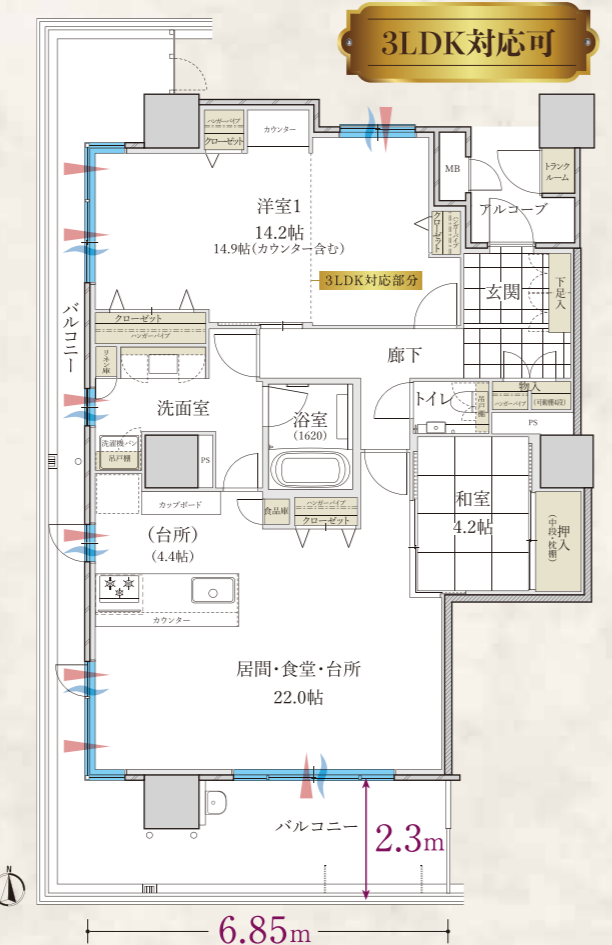 3LDK対応可
ハンガーパイプ
クローゼット
カウンター
MB
トランク
ルーム
アルコーブ
洋室1
14.2帖
14.9帖(カウンター含む)
クローゼット
ハンガーパイプ
3LDK対応部分
玄関
下足入
バルコニー
クローゼット
ハンガーパイプ
廊下
リネン庫
洗面室
浴室
(1620)
トイレ
吊戸棚
物入
ハンガーパイプ
(可動棚4段)
PS
洗濯機パン
吊戸棚
PS
カップボード
食品庫
ハンガーパイプ
クローゼット
和室
4.2帖
押入
(中段・枕棚)
(台所)
(4.4帖)
カウンター
居間・食堂・台所
22.0帖
バルコニー
2.3m
N
6.85m